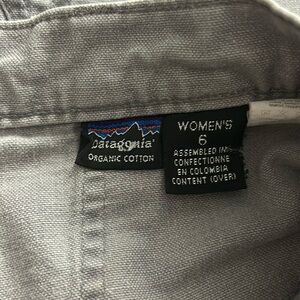 patagonia
ORGANIC COTTON
WOMEN'S
6
ASSEMBLED IN/
CONFECTIONNE
EN COLOMBIA
CONTENT (OVER)